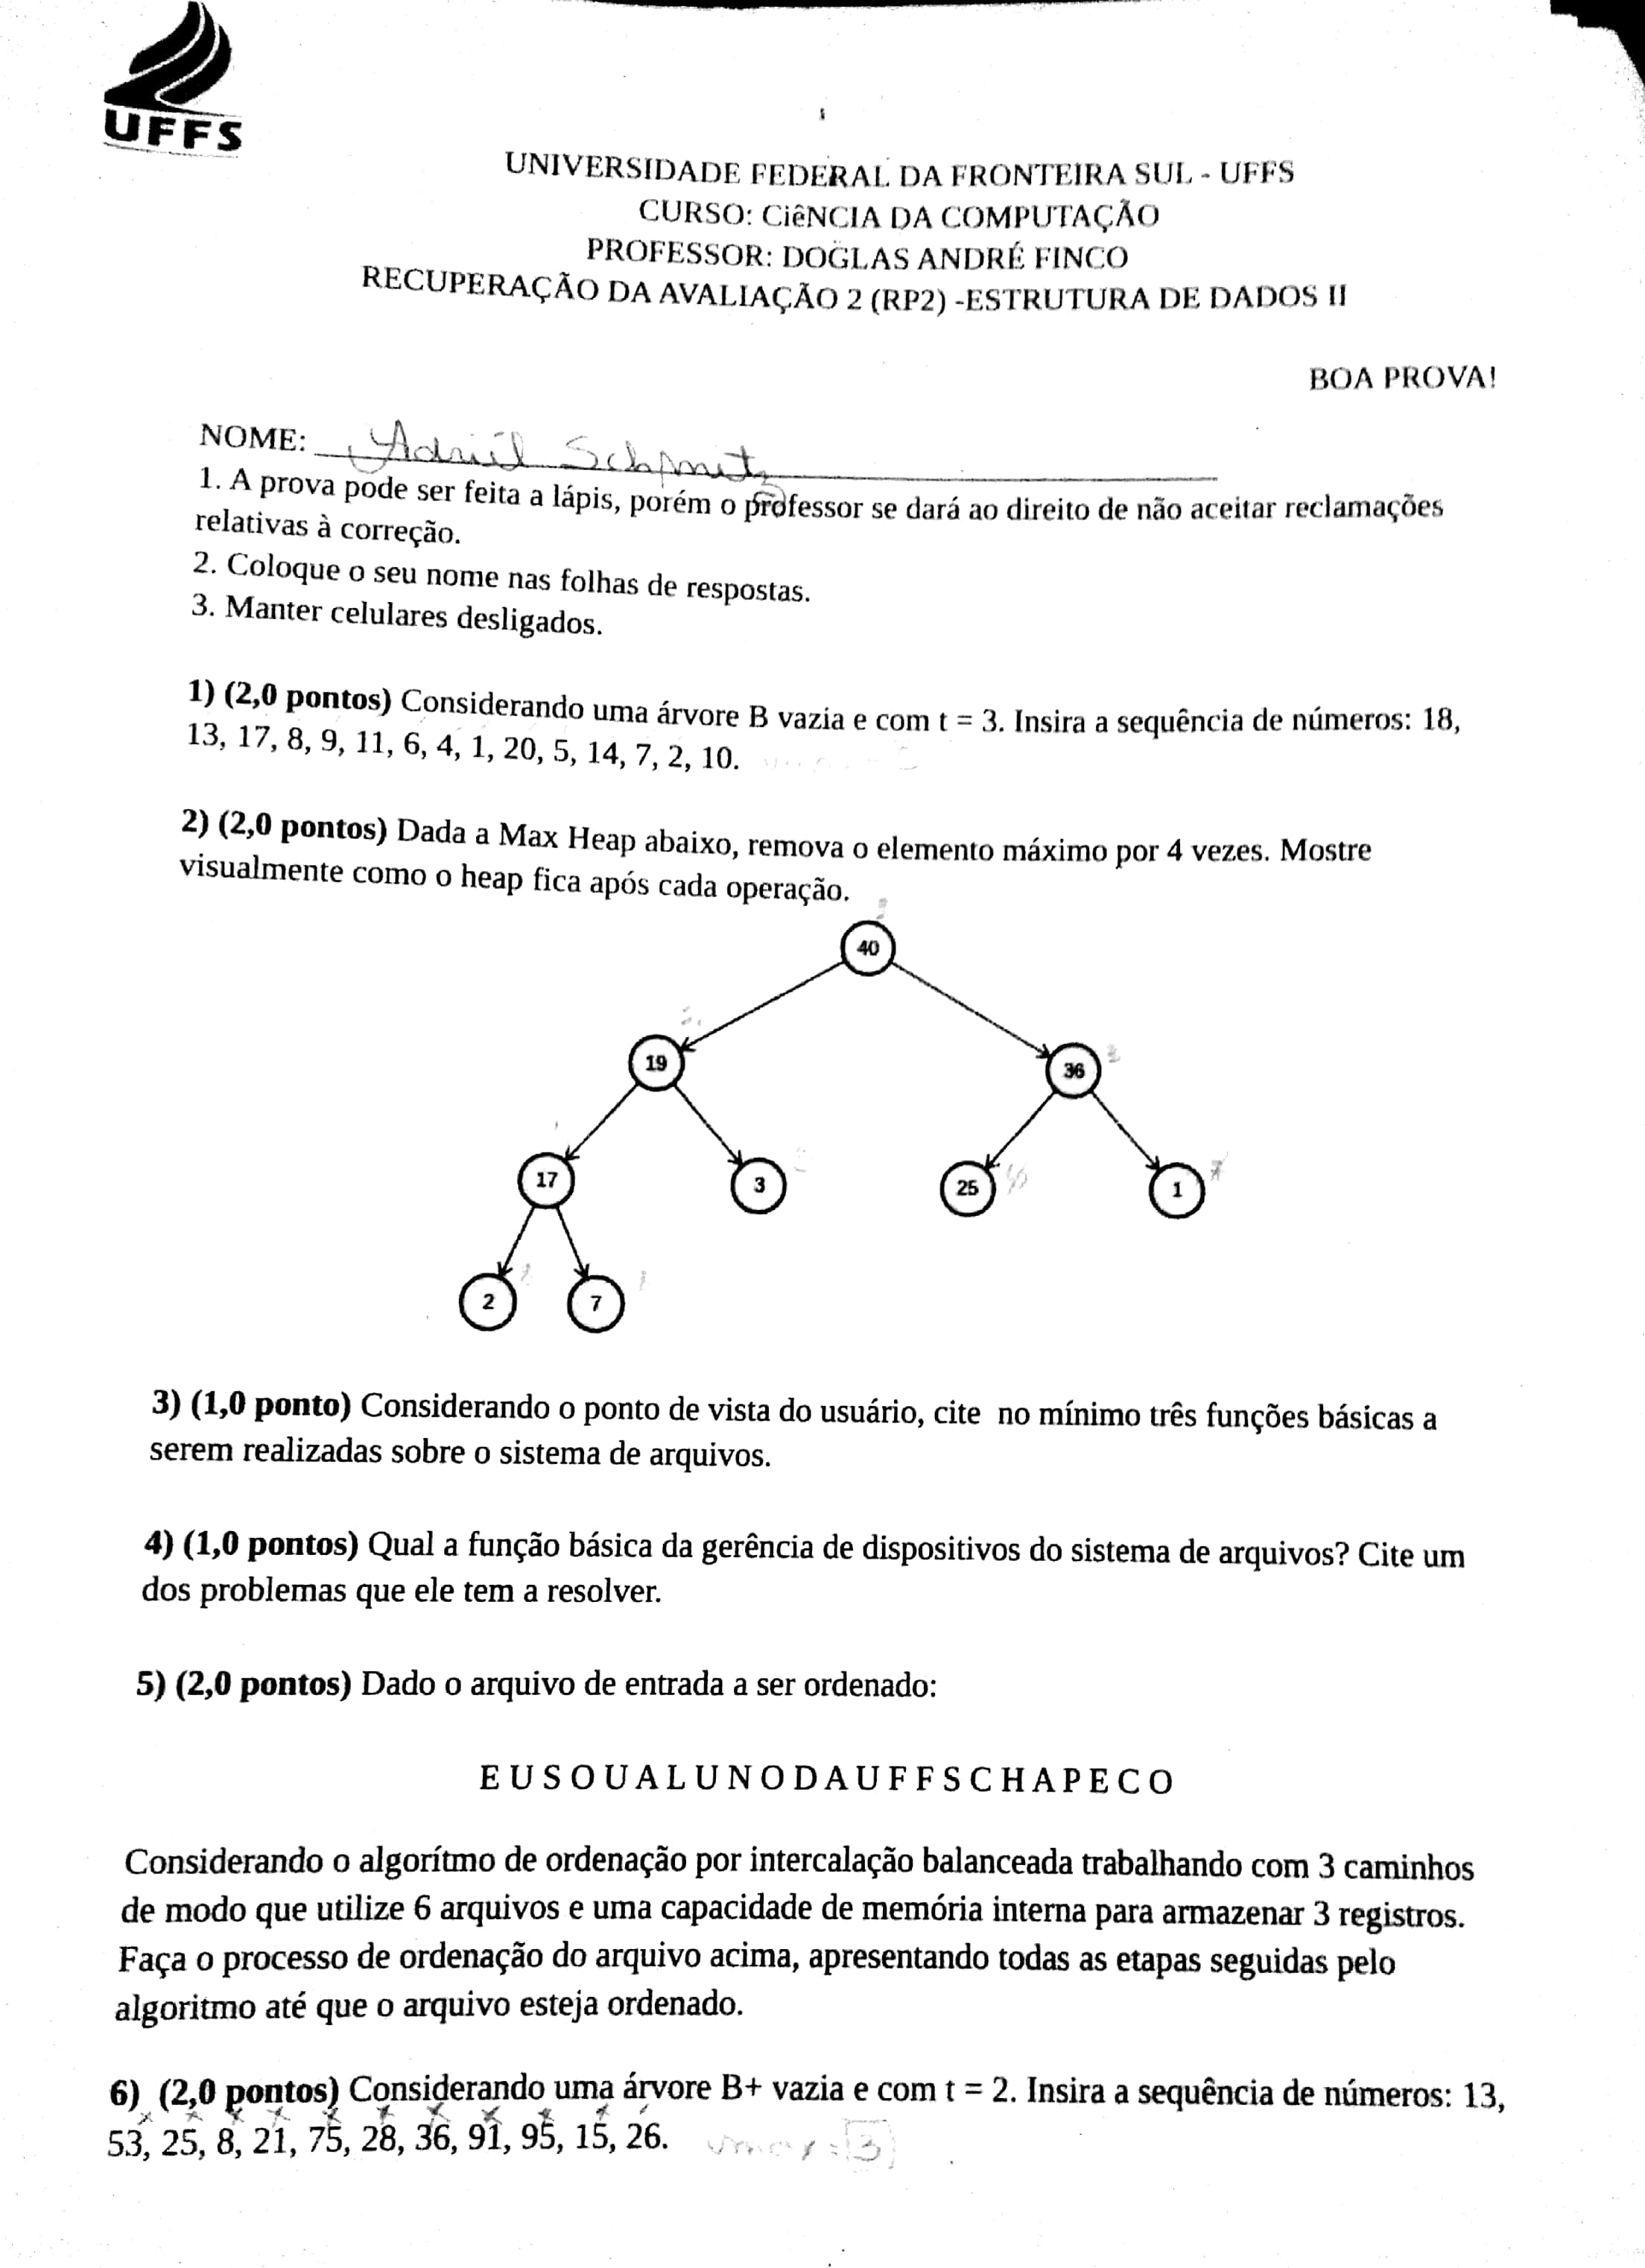 UFFS
UNIVERSIDADE FEDERAL DA FRONTEIRA SUL - UFFS
CURSO: CiêNCIA DA COMPUTAÇÃO
PROFESSOR: DOGLAS ANDRÉ FINCO
RECUPERAÇÃO DA AVALIAÇÃO 2 (RP2) -ESTRUTURA DE DADOS II
BOA PROVA!
NOME: Adriel Schmitz
1. A prova pode ser feita a lápis, porém o professor se dará ao direito de não aceitar reclamações
relativas à correção.
2. Coloque o seu nome nas folhas de respostas.
3. Manter celulares desligados.
1) (2,0 pontos) Considerando uma árvore B vazia e com t = 3. Insira a sequência de números: 18,
13, 17, 8, 9, 11, 6, 4, 1, 20, 5, 14, 7, 2, 10.
2) (2,0 pontos) Dada a Max Heap abaixo, remova o elemento máximo por 4 vezes. Mostre
visualmente como o heap fica após cada operação.
40
19 36
17 3 25 1
2 7
3) (1,0 ponto) Considerando o ponto de vista do usuário, cite no mínimo três funções básicas a
serem realizadas sobre o sistema de arquivos.
4) (1,0 pontos) Qual a função básica da gerência de dispositivos do sistema de arquivos? Cite um
dos problemas que ele tem a resolver.
5) (2,0 pontos) Dado o arquivo de entrada a ser ordenado:
E U S O U A L U N O D A U F F S C H A P E C O
Considerando o algorítmo de ordenação por intercalação balanceada trabalhando com 3 caminhos
de modo que utilize 6 arquivos e uma capacidade de memória interna para armazenar 3 registros.
Faça o processo de ordenação do arquivo acima, apresentando todas as etapas seguidas pelo
algoritmo até que o arquivo esteja ordenado.
6) (2,0 pontos) Considerando uma árvore B+ vazia e com t = 2. Insira a sequência de números: 13,
53, 25, 8, 21, 75, 28, 36, 91, 95, 15, 26. vmax = 3